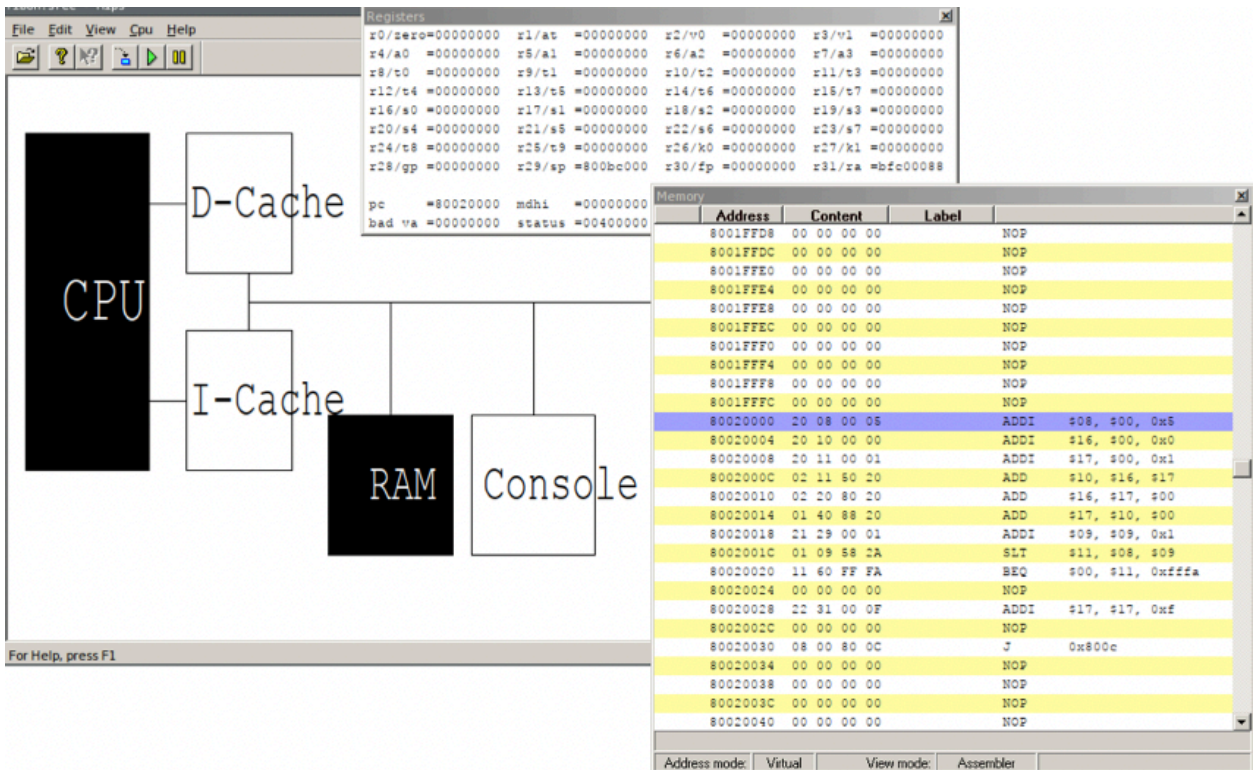 File Edit View Cpu Help
Registers
r0/zero=00000000 r1/at =00000000 r2/v0 =00000000 r3/v1 =00000000
r4/a0 =00000000 r5/a1 =00000000 r6/a2 =00000000 r7/a3 =00000000
r8/t0 =00000000 r9/t1 =00000000 r10/t2 =00000000 r11/t3 =00000000
r12/t4 =00000000 r13/t5 =00000000 r14/t6 =00000000 r15/t7 =00000000
r16/s0 =00000000 r17/s1 =00000000 r18/s2 =00000000 r19/s3 =00000000
r20/s4 =00000000 r21/s5 =00000000 r22/s6 =00000000 r23/s7 =00000000
r24/t8 =00000000 r25/t9 =00000000 r26/k0 =00000000 r27/k1 =00000000
r28/gp =00000000 r29/sp =800bc000 r30/fp =00000000 r31/ra =bfc00088
pc =80020000 mdhi =00000000
bad va =00000000 status =00400000
D-Cache
CPU
I-Cache
RAM
Console
For Help, press F1
Memory
Address Content Label
8001FFD8 00 00 00 00 NOP
8001FFDC 00 00 00 00 NOP
8001FFE0 00 00 00 00 NOP
8001FFE4 00 00 00 00 NOP
8001FFE8 00 00 00 00 NOP
8001FFEC 00 00 00 00 NOP
8001FFF0 00 00 00 00 NOP
8001FFF4 00 00 00 00 NOP
8001FFF8 00 00 00 00 NOP
8001FFFC 00 00 00 00 NOP
80020000 20 08 00 05 ADDI $08, $00, 0x5
80020004 20 10 00 00 ADDI $16, $00, 0x0
80020008 20 11 00 01 ADDI $17, $00, 0x1
8002000C 02 11 50 20 ADD $10, $16, $17
80020010 02 20 80 20 ADD $16, $17, $00
80020014 01 40 88 20 ADD $17, $10, $00
80020018 21 29 00 01 ADDI $09, $09, 0x1
8002001C 01 09 58 2A SLT $11, $08, $09
80020020 11 60 FF FA BEQ $00, $11, 0xfffa
80020024 00 00 00 00 NOP
80020028 22 31 00 0F ADDI $17, $17, 0xf
8002002C 00 00 00 00 NOP
80020030 08 00 80 0C J 0x800c
80020034 00 00 00 00 NOP
80020038 00 00 00 00 NOP
8002003C 00 00 00 00 NOP
80020040 00 00 00 00 NOP
Address mode: Virtual View mode: Assembler